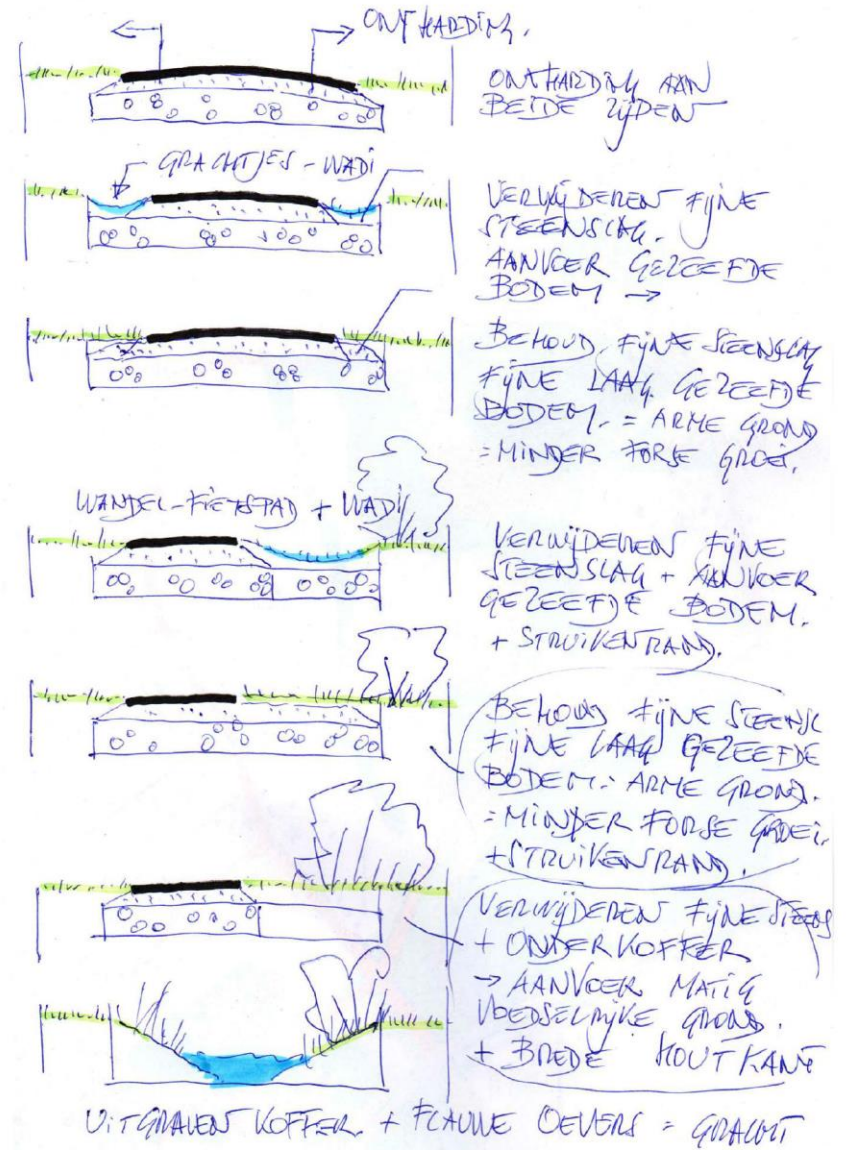 ONTHARDING.
ONTHARDING AAN
BEIDE ZIJDEN
GRACHTJES - WADI
VERWIJDEREN FIJNE
STEENSLAG.
AANVOER GEZEEFDE
BODEM →
BEHOUD FIJNE STEENSLAG
FIJNE LAAG GEZEEFDE
BODEM. = ARME GROND
= MINDER FORSE GROEI.
WANDEL-FIETSPAD + WADI
VERWIJDEREN FIJNE
STEENSLAG + AANVOER
GEZEEFDE BODEM.
+ STRUIKENRAND.
BEHOUD FIJNE STEENSL
FIJNE LAAG GEZEEFDE
BODEM = ARME GROND.
= MINDER FORSE GROEI.
+ STRUIKENRAND.
VERWIJDEREN FIJNE STEENS
+ ONDERKOFFER
→ AANVOER MATIG
VOEDSELRIJKE GROND.
+ BREDE HOUTKANT
UITGRAVEN KOFFER + FLAUWE OEVERS = GRACHT